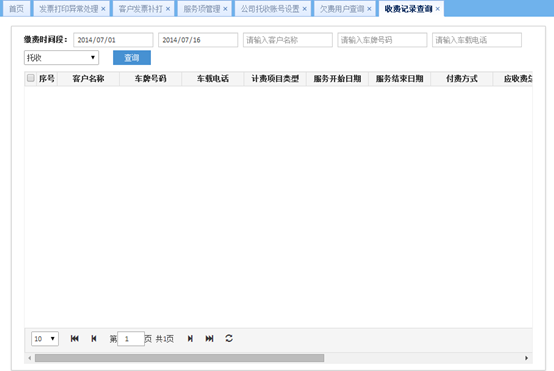 首页 发票打印异常处理 × 客户发票补打 × 服务项管理 × 公司托收账号设置 × 欠费用户查询 × 收费记录查询 ×
缴费时间段： 2014/07/01 2014/07/16 请输入客户名称 请输入车牌号码 请输入车载电话
托收 查询
序号 客户名称 车牌号码 车载电话 计费项目类型 服务开始日期 服务结束日期 付费方式 应收费
10 第 1 页 共1页